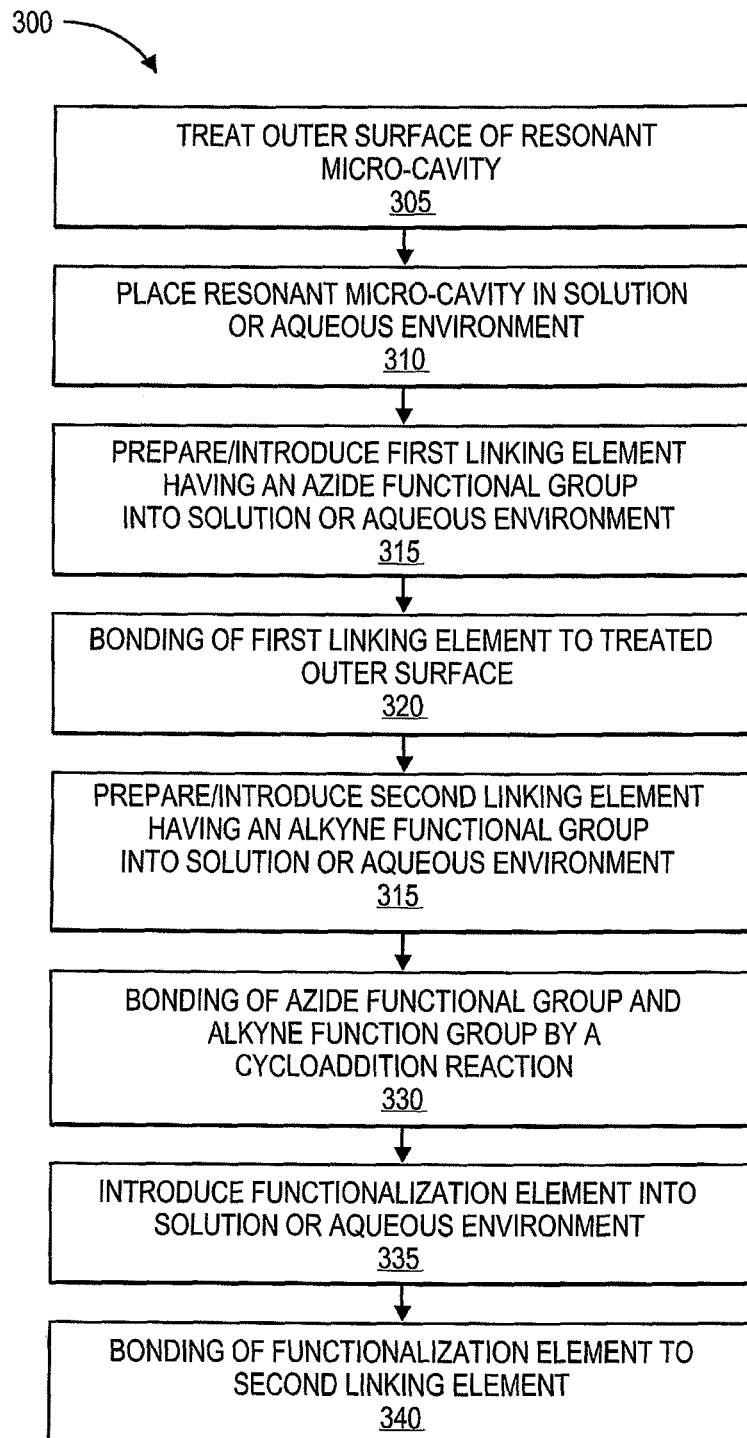 300
TREAT OUTER SURFACE OF RESONANT
MICRO-CAVITY
305
PLACE RESONANT MICRO-CAVITY IN SOLUTION
OR AQUEOUS ENVIRONMENT
310
PREPARE/INTRODUCE FIRST LINKING ELEMENT
HAVING AN AZIDE FUNCTIONAL GROUP
INTO SOLUTION OR AQUEOUS ENVIRONMENT
315
BONDING OF FIRST LINKING ELEMENT TO TREATED
OUTER SURFACE
320
PREPARE/INTRODUCE SECOND LINKING ELEMENT
HAVING AN ALKYNE FUNCTIONAL GROUP
INTO SOLUTION OR AQUEOUS ENVIRONMENT
315
BONDING OF AZIDE FUNCTIONAL GROUP AND
ALKYNE FUNCTION GROUP BY A
CYCLOADDITION REACTION
330
INTRODUCE FUNCTIONALIZATION ELEMENT INTO
SOLUTION OR AQUEOUS ENVIRONMENT
335
BONDING OF FUNCTIONALIZATION ELEMENT TO
SECOND LINKING ELEMENT
340